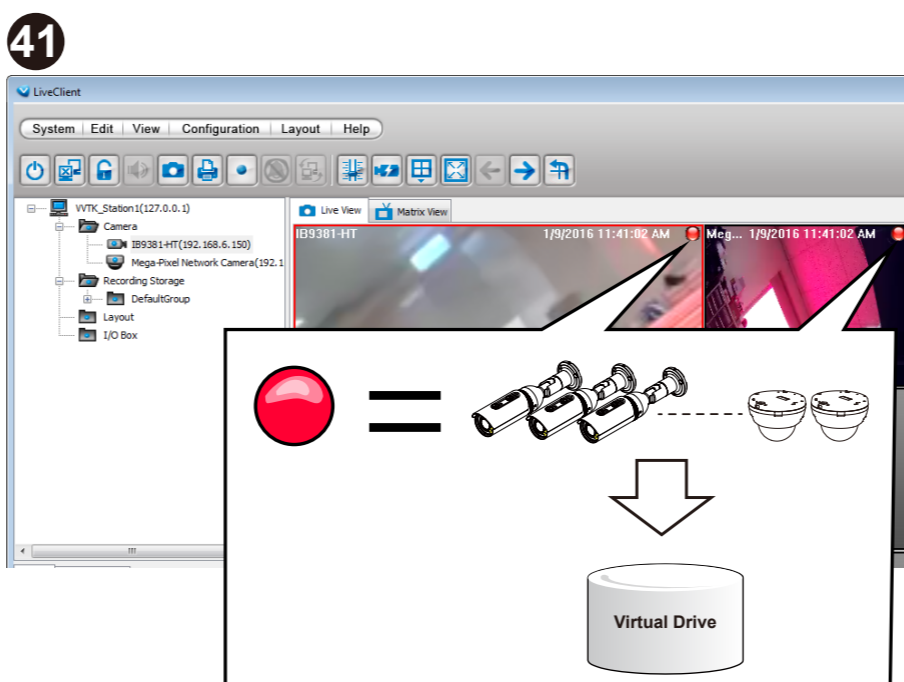 41
LiveClient
System Edit View Configuration Layout Help
VVTK_Station1(127.0.0.1)
Live View Matrix View
Camera
IB9381-HT 1/9/2016 11:41:02 AM Meg... 1/9/2016 11:41:02 AM
IB9381-HT(192.168.6.150)
Mega-Pixel Network Camera(192.1
Recording Storage
DefaultGroup
Layout
I/O Box
Virtual Drive